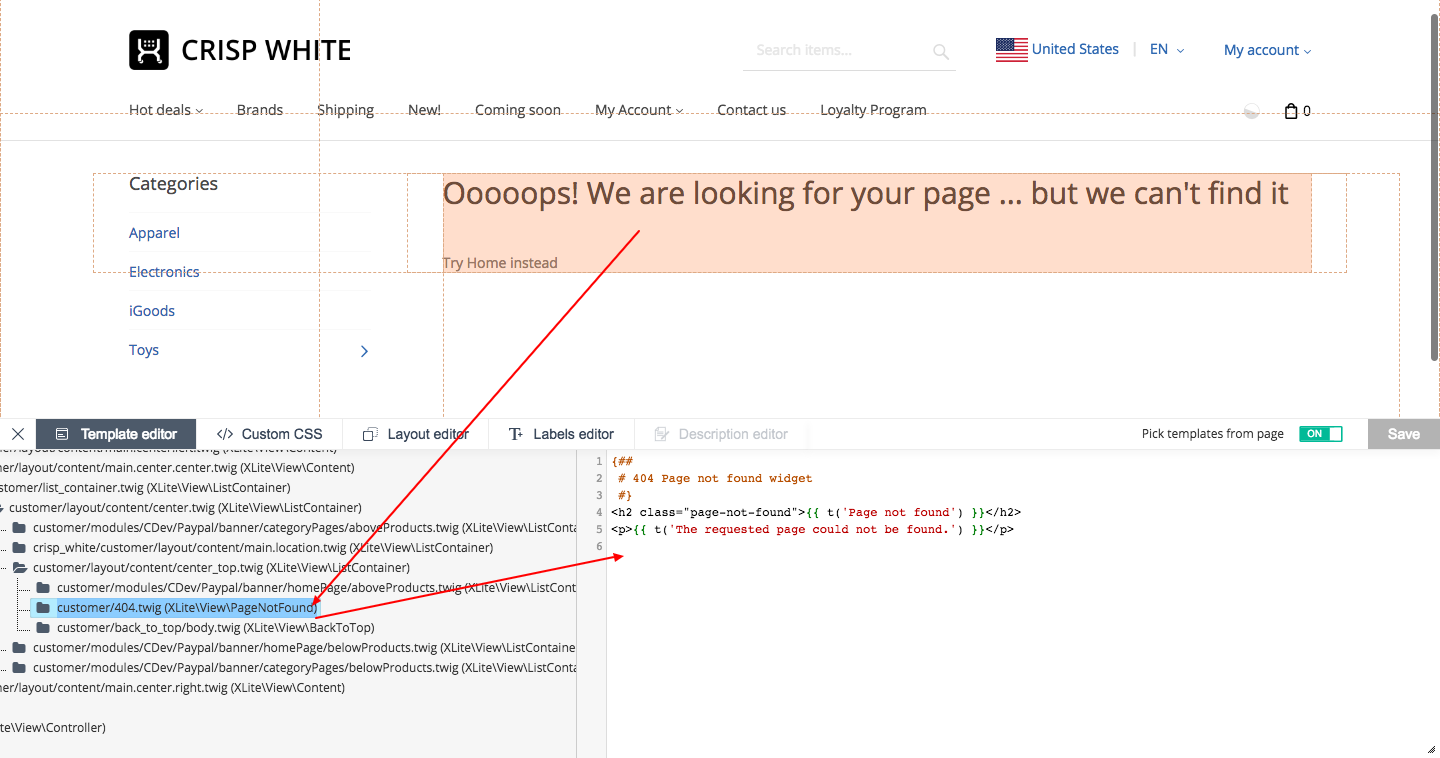 CRISP WHITE
Search items...
United States
EN
My account
Hot deals
Brands
Shipping
New!
Coming soon
My Account
Contact us
Loyalty Program
0
Categories
Apparel
Electronics
iGoods
Toys
Ooooops! We are looking for your page ... but we can't find it
Try Home instead
Template editor
</> Custom CSS
Layout editor
Labels editor
Description editor
Pick templates from page
ON
Save
ner/layout/content/main.center.center.twig (XLite\View\Content)
ustomer/list_container.twig (XLite\View\ListContainer)
customer/layout/content/center.twig (XLite\View\ListContainer)
customer/modules/CDev/Paypal/banner/categoryPages/aboveProducts.twig (XLite\View\ListConta
crisp_white/customer/layout/content/main.location.twig (XLite\View\ListContainer)
customer/layout/content/center_top.twig (XLite\View\ListContainer)
customer/modules/CDev/Paypal/banner/homePage/aboveProducts.twig (XLite\View\ListCont
customer/404.twig (XLite\View\PageNotFound)
customer/back_to_top/body.twig (XLite\View\BackToTop)
customer/modules/CDev/Paypal/banner/homePage/belowProducts.twig (XLite\View\ListContaine
customer/modules/CDev/Paypal/banner/categoryPages/belowProducts.twig (XLite\View\ListConta
ner/layout/content/main.center.right.twig (XLite\View\Content)
ite\View\Controller)
1 {##
2 # 404 Page not found widget
3 #}
4 <h2 class="page-not-found">{{ t('Page not found') }}</h2>
5 <p>{{ t('The requested page could not be found.') }}</p>
6